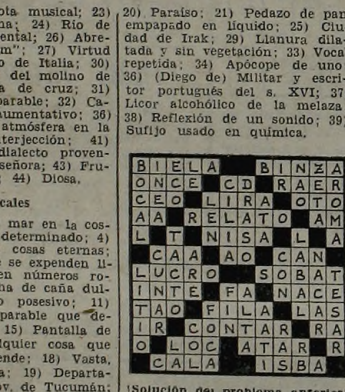 ota musical; 23)
na; 24) Río de
ental; 26) Abre-
m"; 27) Virtud
o de Italia; 30)
del molino de
a de cruz; 31)
parable; 32) Ca-
aumentativo; 36)
atmósfera en la
terjección; 41)
dialecto proven-
señora; 43) Fru-
; 44) Diosa.
cales
mar en la cos-
determinado; 4)
cosas eternas;
e se expenden li-
en números ro-
ha de caña dul-
o posesivo; 11)
parable que de-
15) Pantalla de
lquier cosa que
ende; 18) Vasta,
a; 19) Departa-
ov. de Tucumán;
20) Paraíso; 21) Pedazo de pan
empapado en líquido; 25) Ciu-
dad de Irak; 29) Llanura dila-
tada y sin vegetación; 33) Voca
repetida; 34) Apócope de uno
36) (Diego de) Militar y escri-
tor portugués del s. XVI; 37
Licor alcohólico de la melaza
38) Reflexión de un sonido; 39
Sufijo usado en química.
BIELA BINZA
ONCE CD RAER
CEO LIRA OTO
AA RELATO AM
L T NISA L A
CAA AO CAN
LUCRO SOBAT
INTE FA NACE
TAO FILA LAS
IR CONTAR RA
O LOC ATAR R
CALA ISBA
(Solución del problema anterior